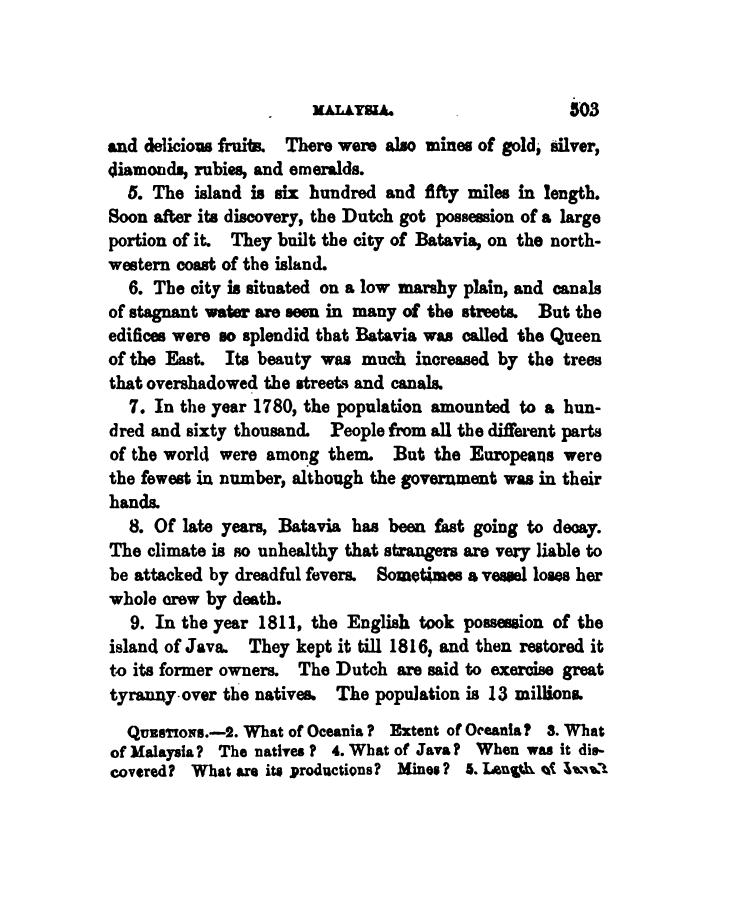 MALAYSIA. 503
and delicious fruits. There were also mines of gold, silver,
diamonds, rubies, and emeralds.
5. The island is six hundred and fifty miles in length.
Soon after its discovery, the Dutch got possession of a large
portion of it. They built the city of Batavia, on the north-
western coast of the island.
6. The city is situated on a low marshy plain, and canals
of stagnant water are seen in many of the streets. But the
edifices were so splendid that Batavia was called the Queen
of the East. Its beauty was much increased by the trees
that overshadowed the streets and canals.
7. In the year 1780, the population amounted to a hun-
dred and sixty thousand. People from all the different parts
of the world were among them. But the Europeans were
the fewest in number, although the government was in their
hands.
8. Of late years, Batavia has been fast going to decay.
The climate is so unhealthy that strangers are very liable to
be attacked by dreadful fevers. Sometimes a vessel loses her
whole crew by death.
9. In the year 1811, the English took possession of the
island of Java. They kept it till 1816, and then restored it
to its former owners. The Dutch are said to exercise great
tyranny over the natives. The population is 13 millions.
QUESTIONS.—2. What of Oceania? Extent of Oceania? 3. What
of Malaysia? The natives? 4. What of Java? When was it dis-
covered? What are its productions? Mines? 5. Length of Java?